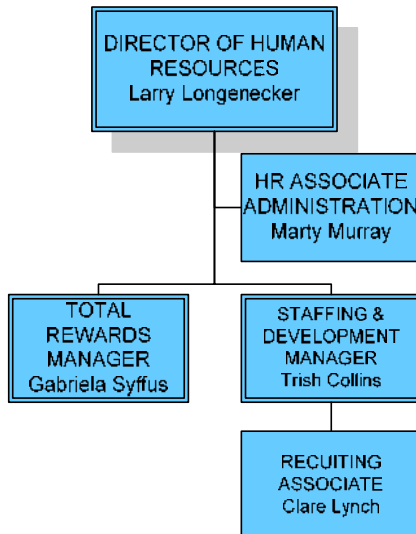 DIRECTOR OF HUMAN
RESOURCES
Larry Longenecker
HR ASSOCIATE
ADMINISTRATION
Marty Murray
TOTAL
REWARDS
MANAGER
Gabriela Syffus
STAFFING &
DEVELOPMENT
MANAGER
Trish Collins
RECUITING
ASSOCIATE
Clare Lynch